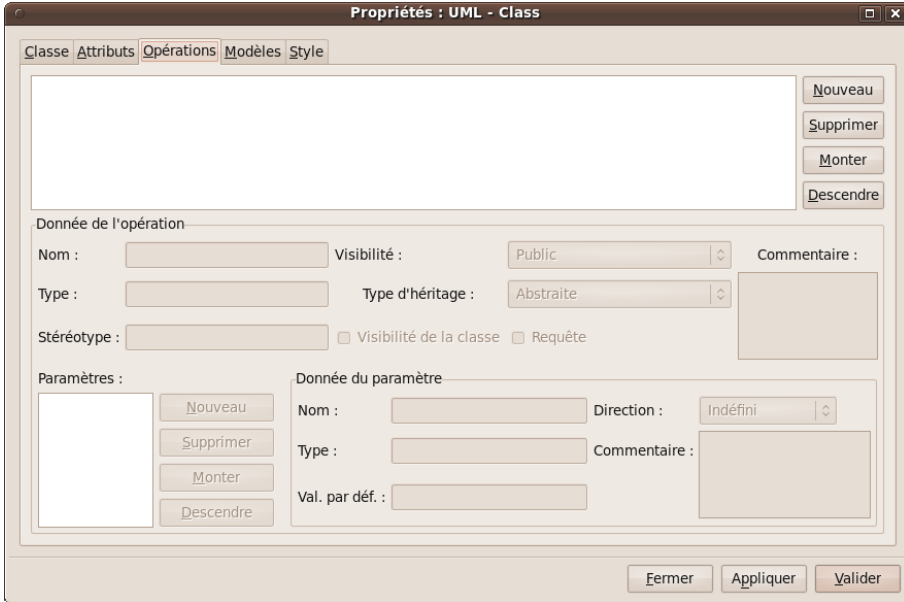 Propriétés : UML - Class
Classe Attributs Opérations Modèles Style
Nouveau
Supprimer
Monter
Descendre
Donnée de l'opération
Nom : Visibilité : Public Commentaire :
Type : Type d'héritage : Abstraite
Stéréotype : Visibilité de la classe Requête
Paramètres :
Nouveau
Supprimer
Monter
Descendre
Donnée du paramètre
Nom : Direction : Indéfini
Type : Commentaire :
Val. par déf. :
Fermer Appliquer Valider